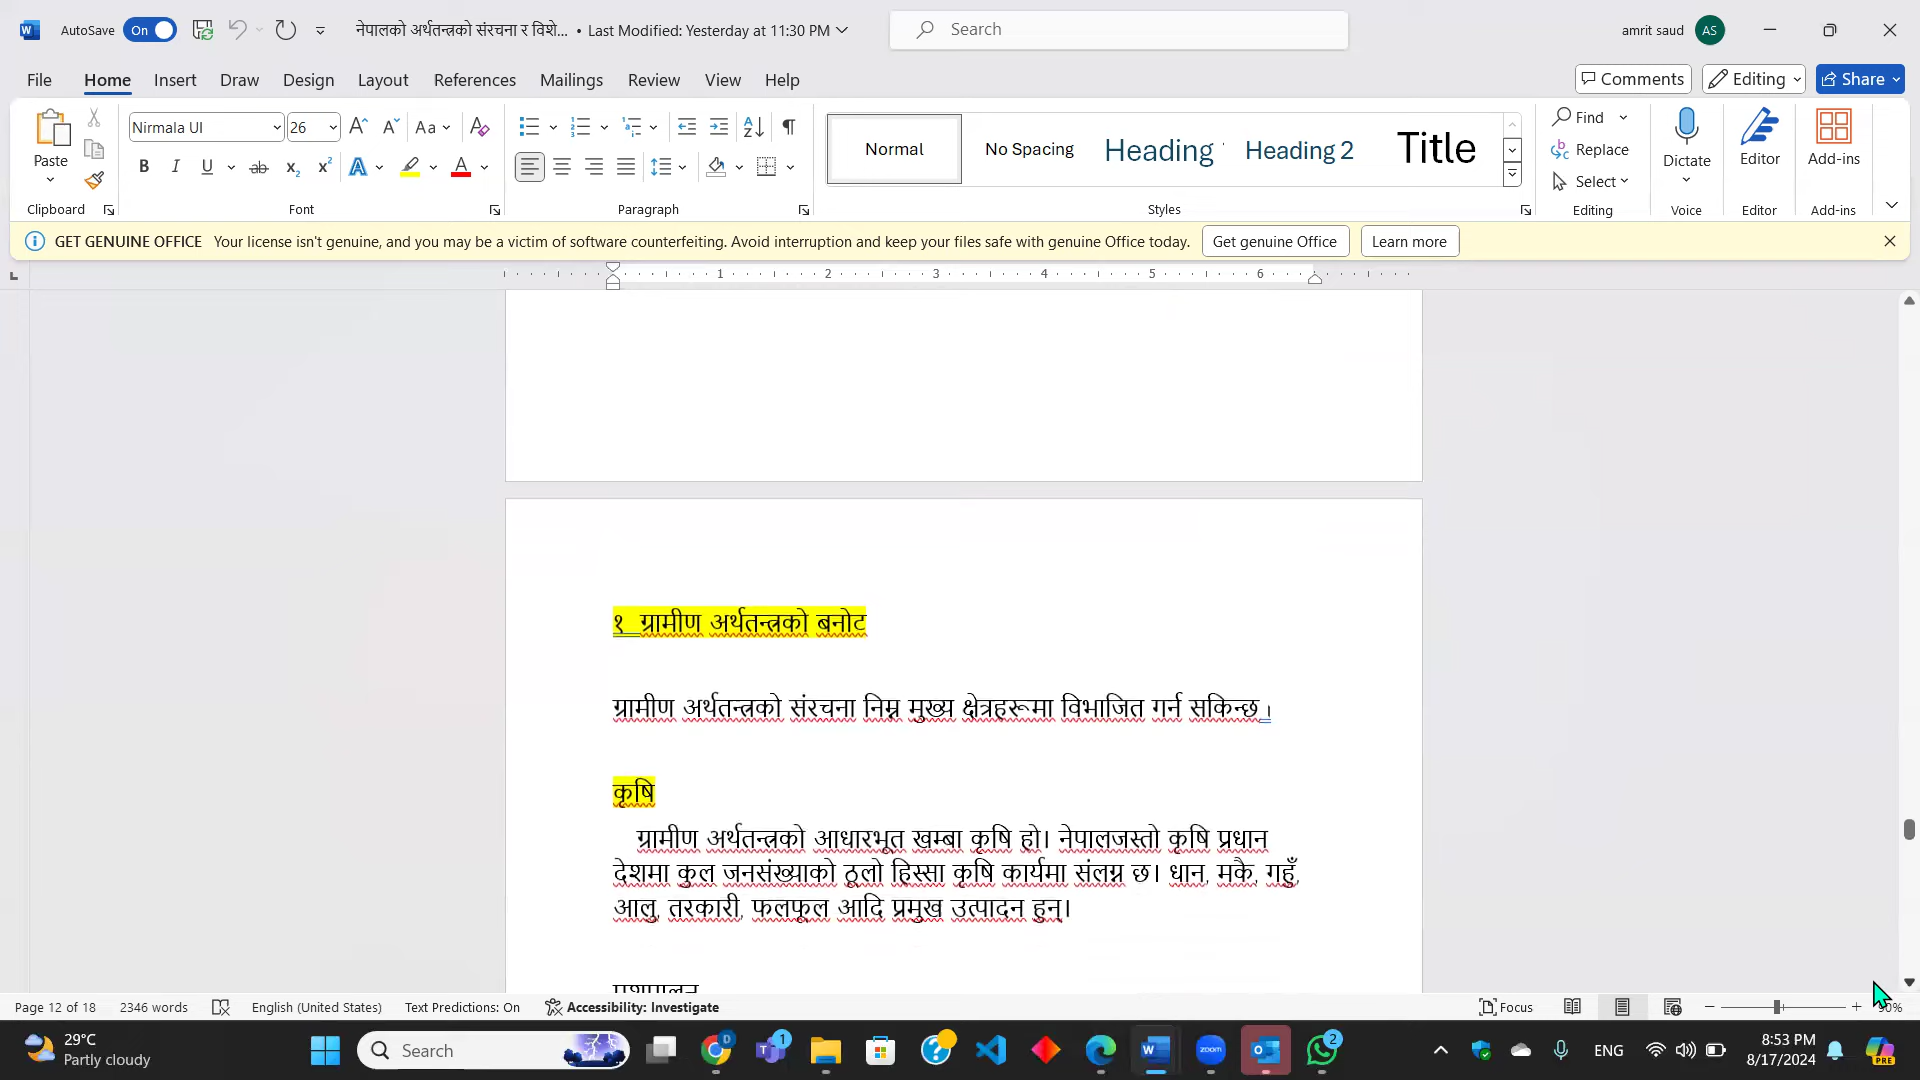 AutoSave On नेपालको अर्थतन्त्रको संरचना र विशे... • Last Modified: Yesterday at 11:30 PM Search amrit saud AS
File Home Insert Draw Design Layout References Mailings Review View Help Comments Editing Share
Paste Nirmala UI 26 Normal No Spacing Heading Heading 2 Title Find Replace Select Dictate Editor Add-ins
Clipboard Font Paragraph Styles Editing Voice Editor Add-ins
GET GENUINE OFFICE Your license isn't genuine, and you may be a victim of software counterfeiting. Avoid interruption and keep your files safe with genuine Office today. Get genuine Office Learn more
1 2 3 4 5 6
१ ग्रामीण अर्थतन्त्रको बनोट
ग्रामीण अर्थतन्त्रको संरचना निम्न मुख्य क्षेत्रहरूमा विभाजित गर्न सकिन्छ ।
कृषि
ग्रामीण अर्थतन्त्रको आधारभूत खम्बा कृषि हो। नेपालजस्तो कृषि प्रधान
देशमा कुल जनसंख्याको ठूलो हिस्सा कृषि कार्यमा संलग्न छ। धान, मकै, गहुँ,
आलु, तरकारी, फलफूल आदि प्रमुख उत्पादन हुन्।
Page 12 of 18 2346 words English (United States) Text Predictions: On Accessibility: Investigate Focus 90%
29°C Search ENG 8:53 PM
Partly cloudy 8/17/2024